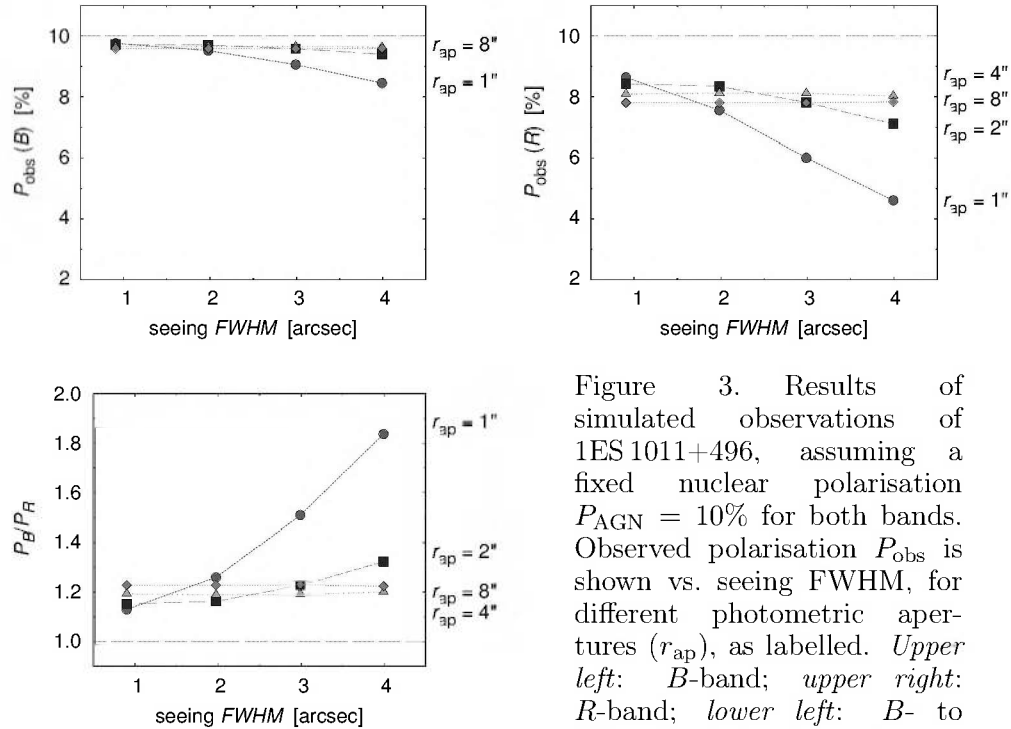 10
8
6
4
2
P_obs (B) [%]
r_ap = 8"
r_ap = 1"
1 2 3 4
seeing FWHM [arcsec]
10
8
6
4
2
P_obs (R) [%]
r_ap = 4"
r_ap = 8"
r_ap = 2"
r_ap = 1"
1 2 3 4
seeing FWHM [arcsec]
2.0
1.8
1.6
1.4
1.2
1.0
P_B/P_R
r_ap = 1"
r_ap = 2"
r_ap = 8"
r_ap = 4"
1 2 3 4
seeing FWHM [arcsec]
Figure 3. Results of
simulated observations of
1ES 1011+496, assuming a
fixed nuclear polarisation
P_AGN = 10% for both bands.
Observed polarisation P_obs is
shown vs. seeing FWHM, for
different photometric aper-
tures (r_ap), as labelled. Upper
left: B-band; upper right:
R-band; lower left: B- to